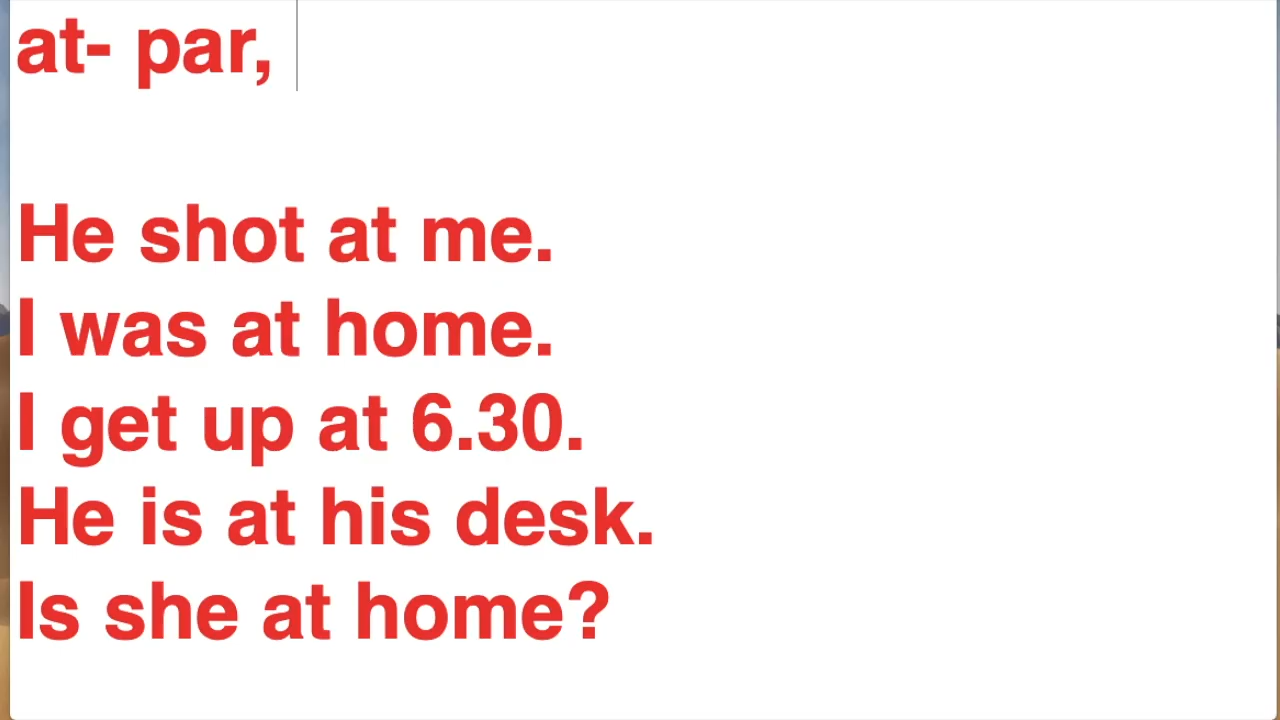 at- par,
He shot at me.
I was at home.
I get up at 6.30.
He is at his desk.
Is she at home?